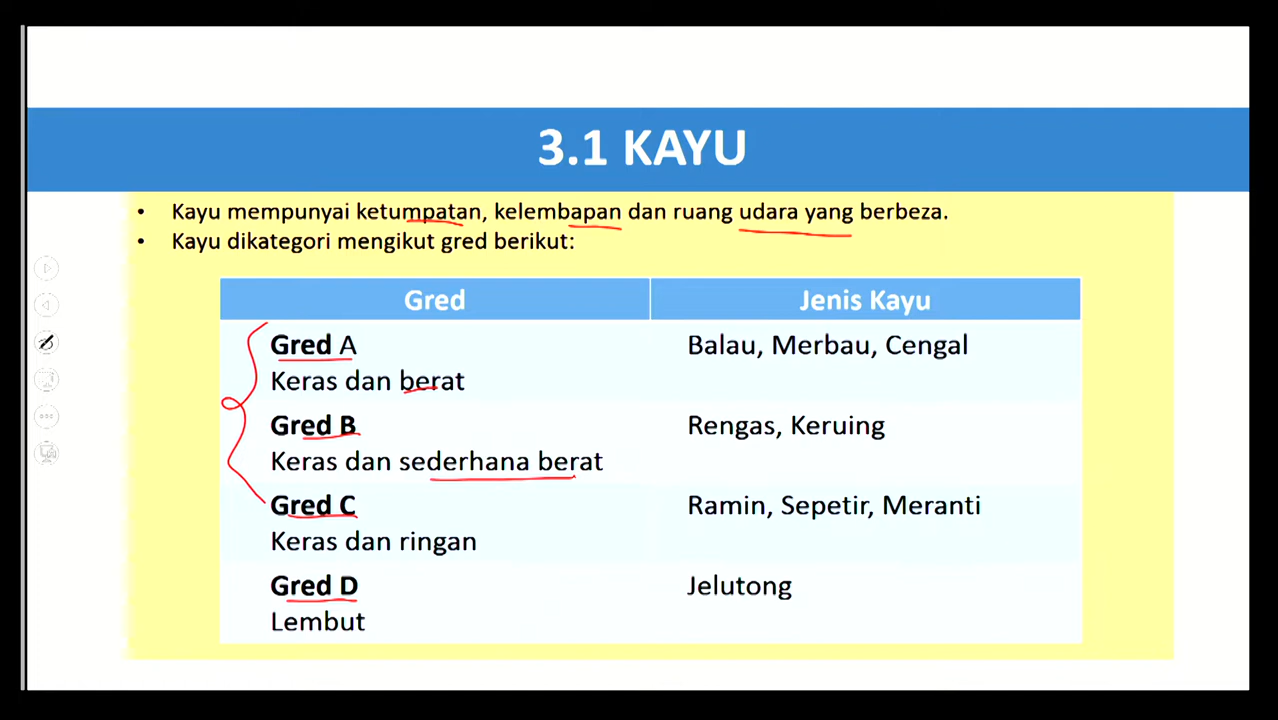 3.1 KAYU
• Kayu mempunyai ketumpatan, kelembapan dan ruang udara yang berbeza.
• Kayu dikategori mengikut gred berikut:
Gred Jenis Kayu
Gred A Balau, Merbau, Cengal
Keras dan berat
Gred B Rengas, Keruing
Keras dan sederhana berat
Gred C Ramin, Sepetir, Meranti
Keras dan ringan
Gred D Jelutong
Lembut